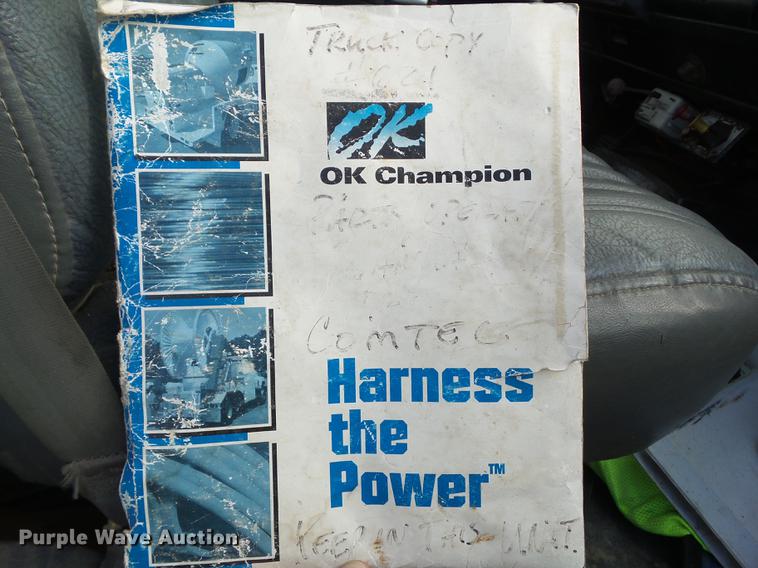 TRUCK COPY
OK
OK Champion
COMTEC
Harness
the
Power™
KEEP IN THIS UNIT.
Purple Wave Auction